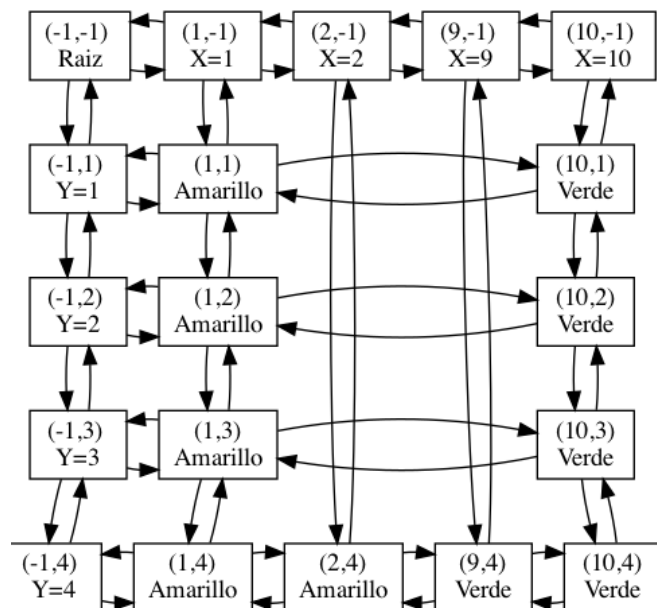 (-1,-1)
Raiz
(1,-1)
X=1
(2,-1)
X=2
(9,-1)
X=9
(10,-1)
X=10
(-1,1)
Y=1
(1,1)
Amarillo
(10,1)
Verde
(-1,2)
Y=2
(1,2)
Amarillo
(10,2)
Verde
(-1,3)
Y=3
(1,3)
Amarillo
(10,3)
Verde
(-1,4)
Y=4
(1,4)
Amarillo
(2,4)
Amarillo
(9,4)
Verde
(10,4)
Verde